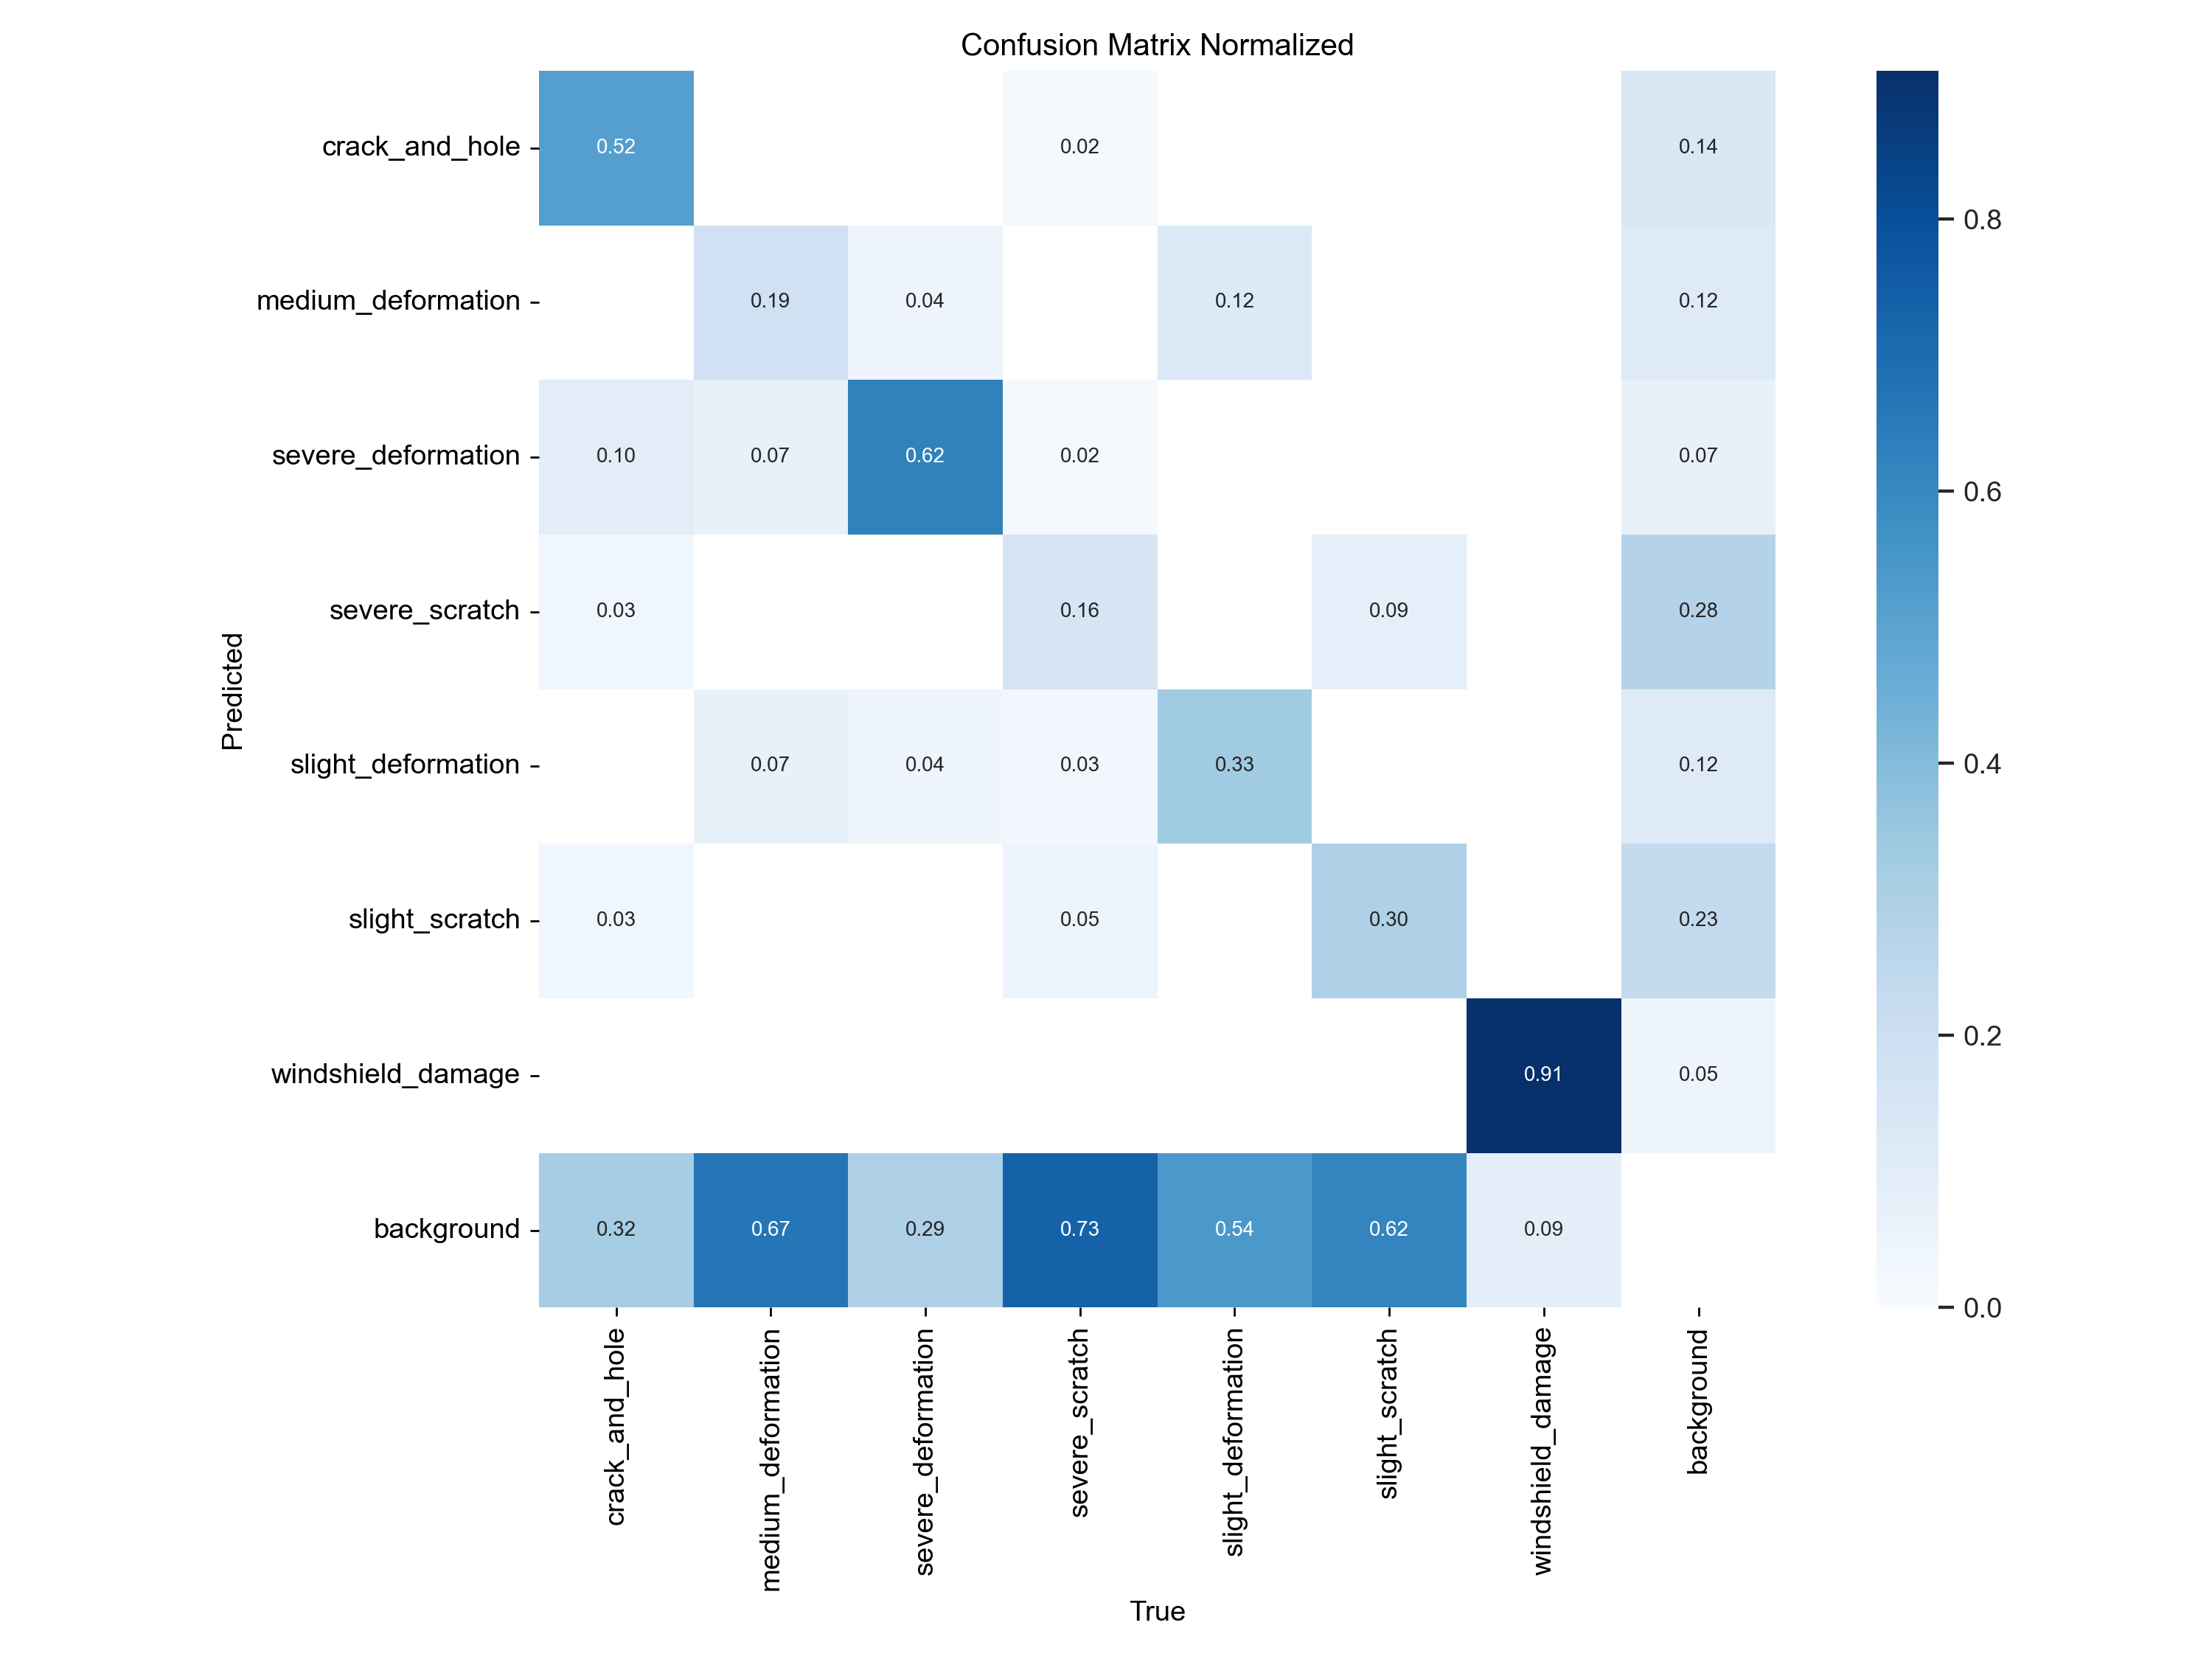 Confusion Matrix Normalized
crack_and_hole 0.52 0.02 0.14
0.8
medium_deformation 0.19 0.04 0.12 0.12
severe_deformation 0.10 0.07 0.62 0.02 0.07
0.6
severe_scratch 0.03 0.16 0.09 0.28
Predicted
slight_deformation 0.07 0.04 0.03 0.33 0.12
0.4
slight_scratch 0.03 0.05 0.30 0.23
0.2
windshield_damage 0.91 0.05
background 0.32 0.67 0.29 0.73 0.54 0.62 0.09
0.0
crack_and_hole
medium_deformation
severe_deformation
severe_scratch
slight_deformation
slight_scratch
windshield_damage
background
True